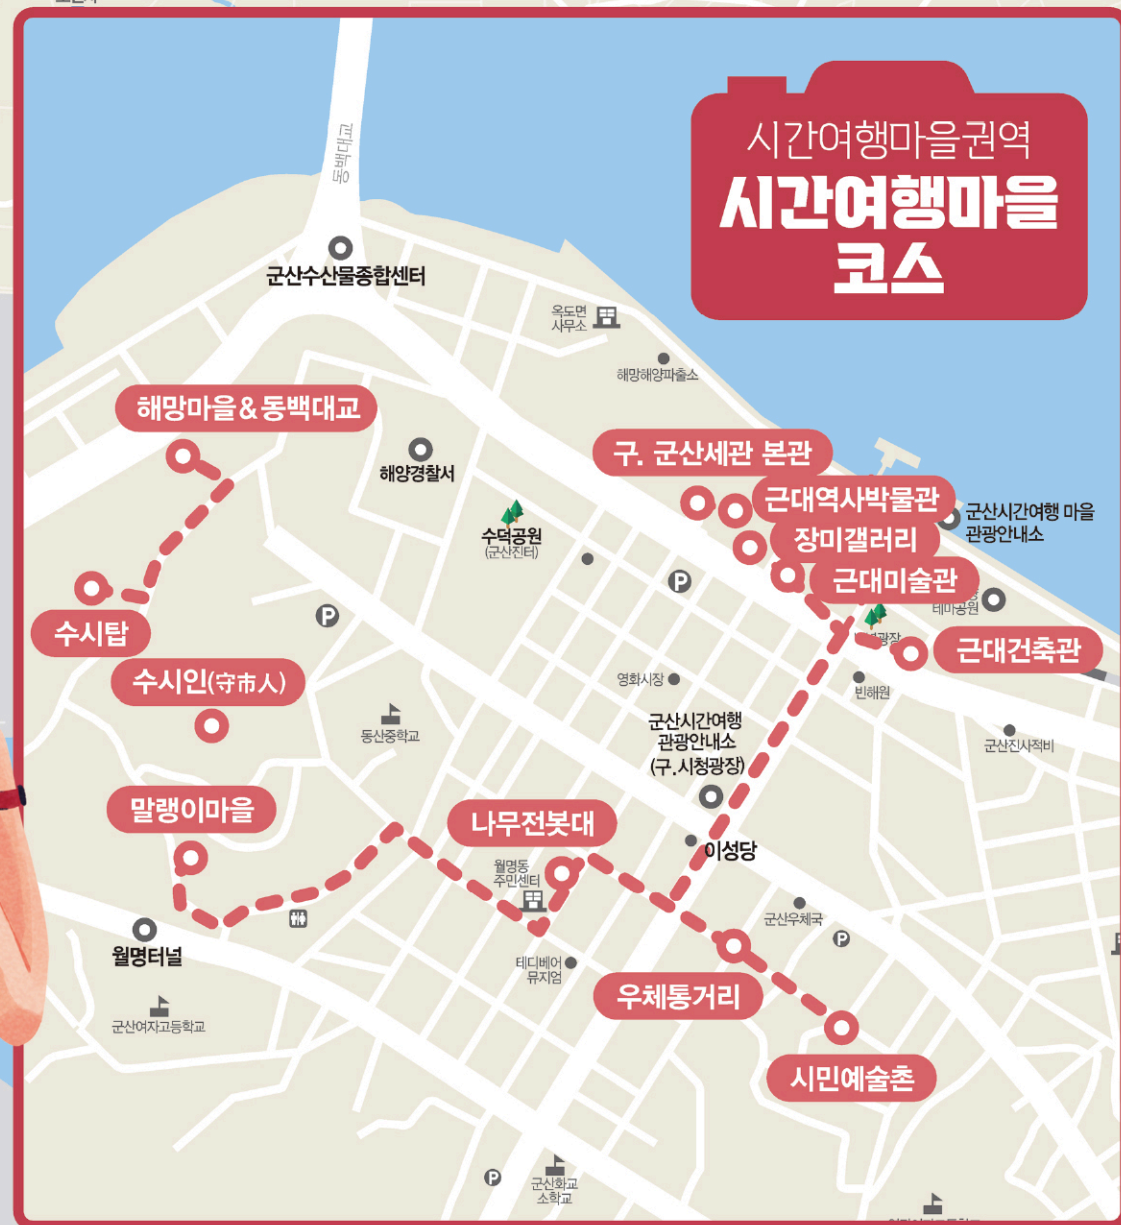 시간여행마을권역
시간여행마을
코스
동백대교
군산수산물종합센터
옥도면
사무소
해망해양파출소
해망마을&동백대교
해양경찰서
수덕공원
(군산진터)
구. 군산세관 본관
근대역사박물관
장미갤러리
근대미술관
군산시간여행 마을
관광안내소
테마공원
근대건축관
빈해원
군산진사적비
수시탑
수시인(守市人)
동산중학교
영화시장
군산시간여행
관광안내소
(구.시청광장)
이성당
말랭이마을
나무전봇대
월명동
주민센터
월명터널
테디베어
뮤지엄
군산우체국
우체통거리
시민예술촌
군산여자고등학교
군산화교
소학교
P
P
P
P